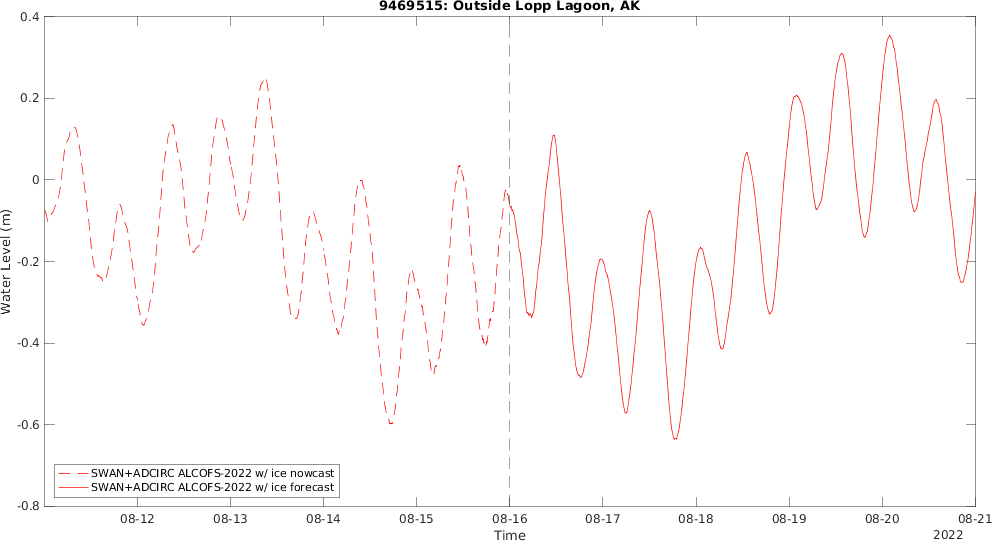 9469515: Outside Lopp Lagoon, AK
0.4
0.2
0
-0.2
-0.4
-0.6
-0.8
Water Level (m)
SWAN+ADCIRC ALCOFS-2022 w/ ice nowcast
SWAN+ADCIRC ALCOFS-2022 w/ ice forecast
08-12 08-13 08-14 08-15 08-16 08-17 08-18 08-19 08-20 08-21
Time
2022